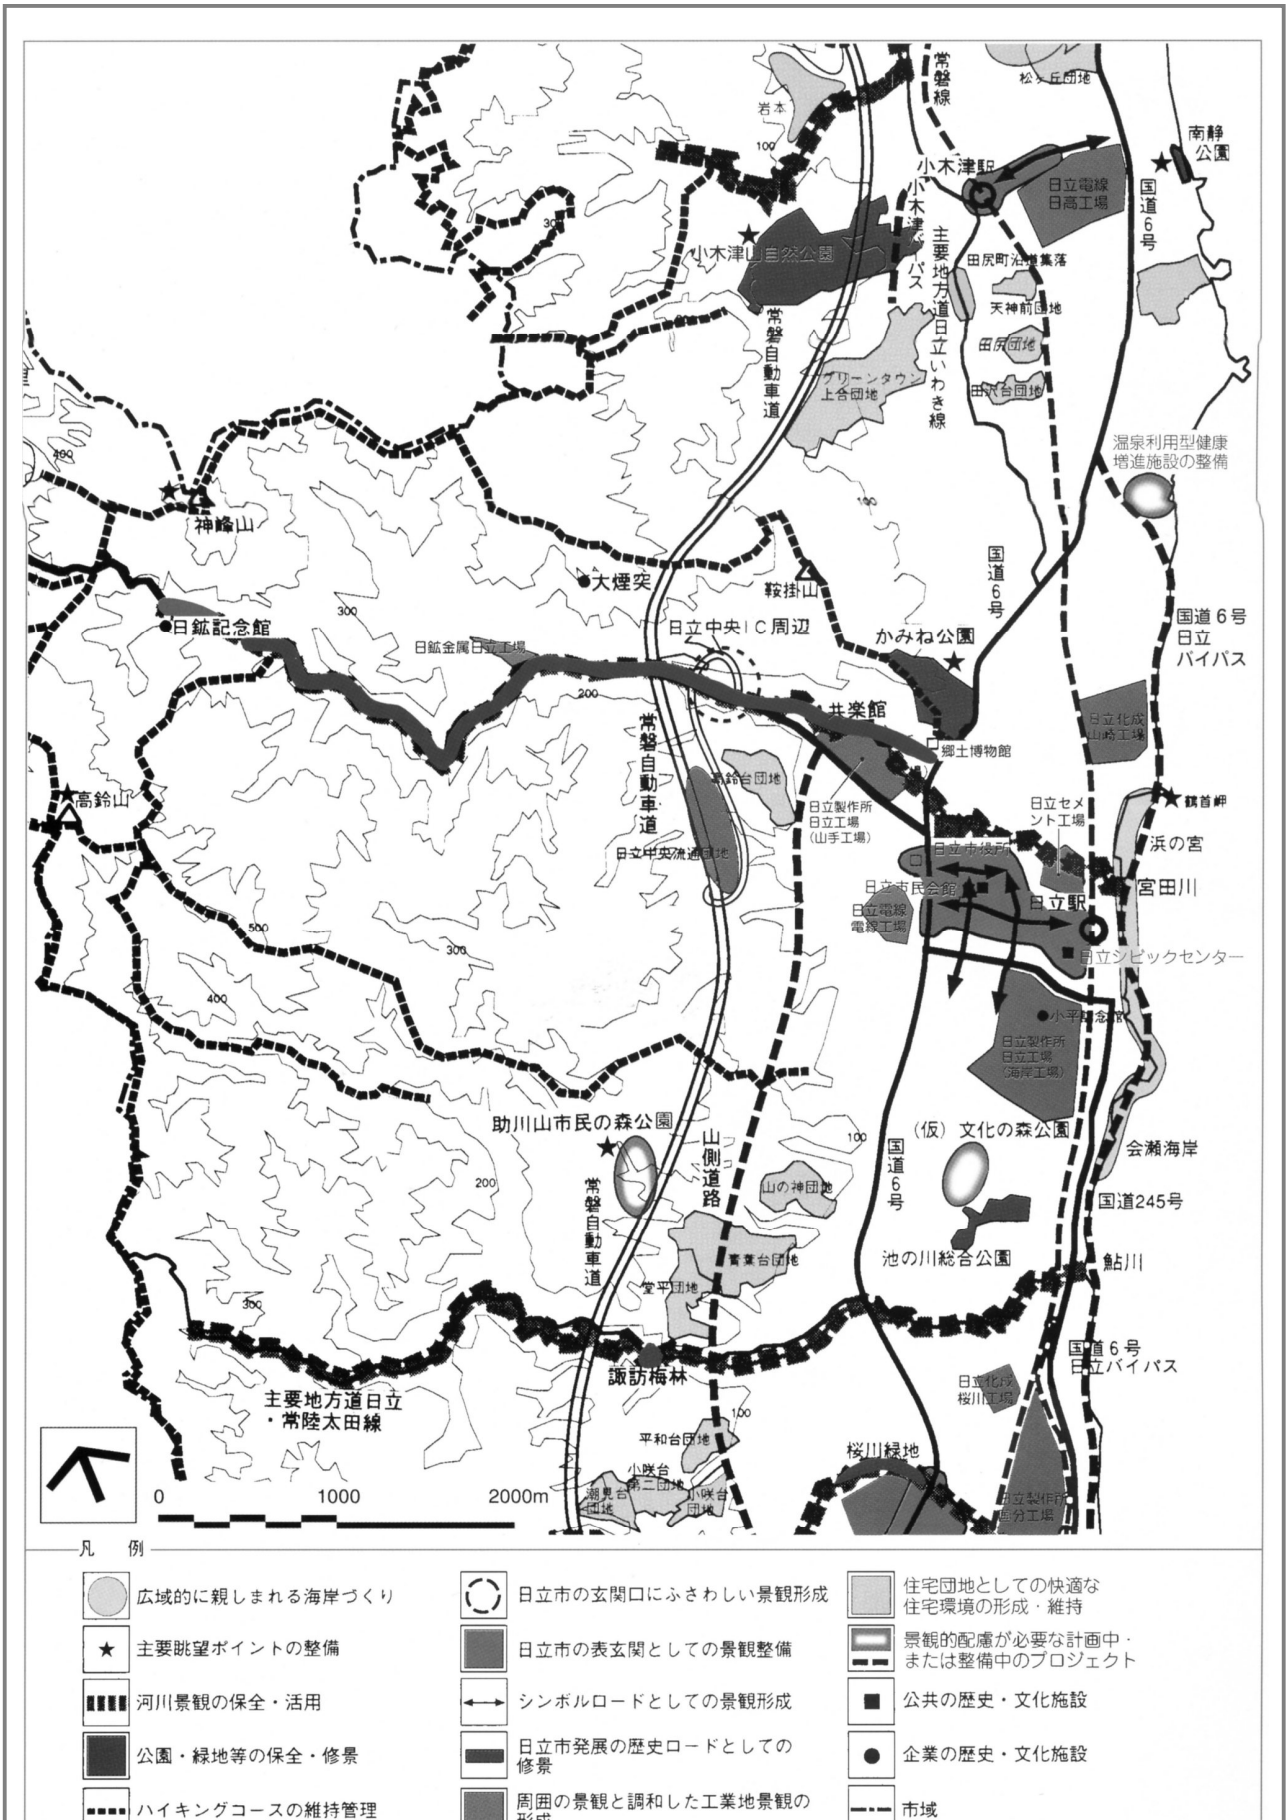 常磐線
松ヶ丘団地
岩本
100
南静
公園
小木津駅
日立電線
日高工場
国道6号
300
小木津山自然公園
小木津バイパス
主要地方道日立いわき線
田尻町沿道集落
天神前団地
常磐自動車道
田尻団地
グリーンタウン
上合団地
田沢台団地
温泉利用型健康
増進施設の整備
400
100
神峰山
国道6号
大煙突
鞍掛山
300
国道6号
日立
バイパス
日鉱記念館
日立中央IC周辺
かみね公園
日鉱金属日立工場
200
共楽館
常磐自動車道
郷土博物館
日立化成
山崎工場
高鈴台団地
高鈴山
日立製作所
日立工場
(山手工場)
日立セメ
ント工場
鶴首岬
浜の宮
日立中央流通団地
日立市役所
日立市民会館
宮田川
日立駅
日立電線
電線工場
500
300
日立シビックセンター
400
小平記念館
日立製作所
日立工場
(海岸工場)
助川山市民の森公園
山側道路
100
国道6号
(仮)文化の森公園
会瀬海岸
200
常磐自動車道
山の神団地
国道245号
青葉台団地
池の川総合公園
鮎川
堂平団地
300
国道6号
日立バイパス
諏訪梅林
主要地方道日立
・常陸太田線
日立化成
桜川工場
100
平和台団地
桜川緑地
小咲台
第二団地
潮見台
団地
小咲台
団地
日立製作所
国分工場
0 1000 2000m
凡例
広域的に親しまれる海岸づくり
主要眺望ポイントの整備
河川景観の保全・活用
公園・緑地等の保全・修景
ハイキングコースの維持管理
日立市の玄関口にふさわしい景観形成
日立市の表玄関としての景観整備
シンボルロードとしての景観形成
日立市発展の歴史ロードとしての
修景
周囲の景観と調和した工業地景観の
形成
住宅団地としての快適な
住宅環境の形成・維持
景観的配慮が必要な計画中・
または整備中のプロジェクト
公共の歴史・文化施設
企業の歴史・文化施設
市域